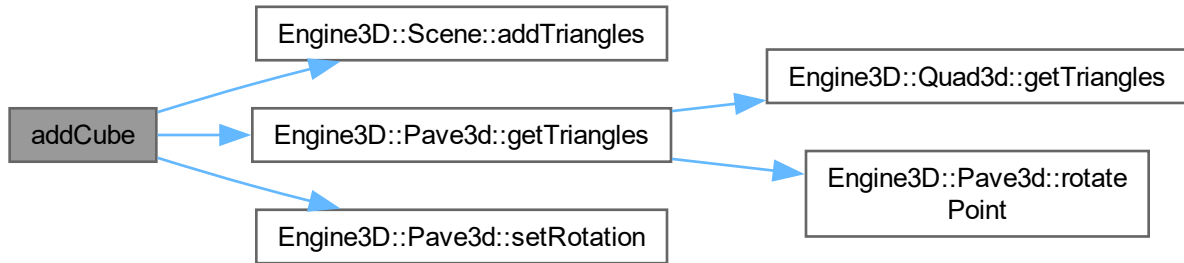 addCube
Engine3D::Scene::addTriangles
Engine3D::Pave3d::getTriangles
Engine3D::Pave3d::setRotation
Engine3D::Quad3d::getTriangles
Engine3D::Pave3d::rotate
Point